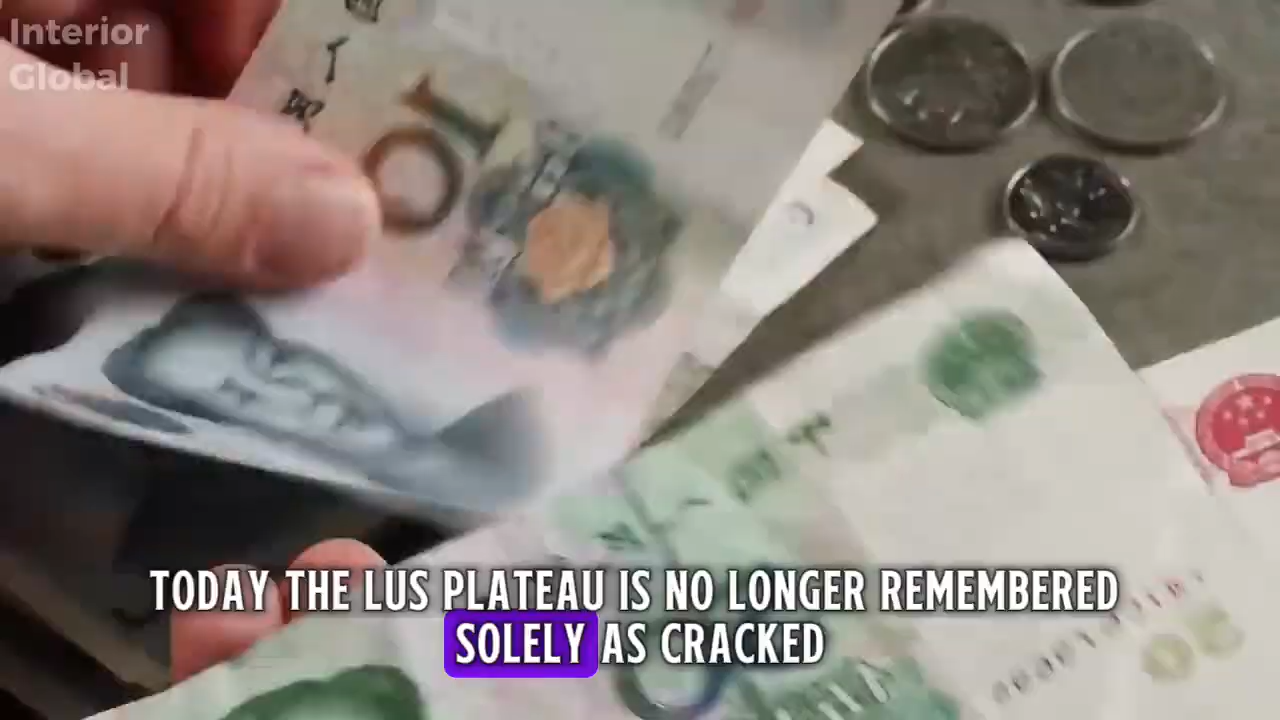 Interior
Global
TODAY THE LUS PLATEAU IS NO LONGER REMEMBERED
SOLELY AS CRACKED